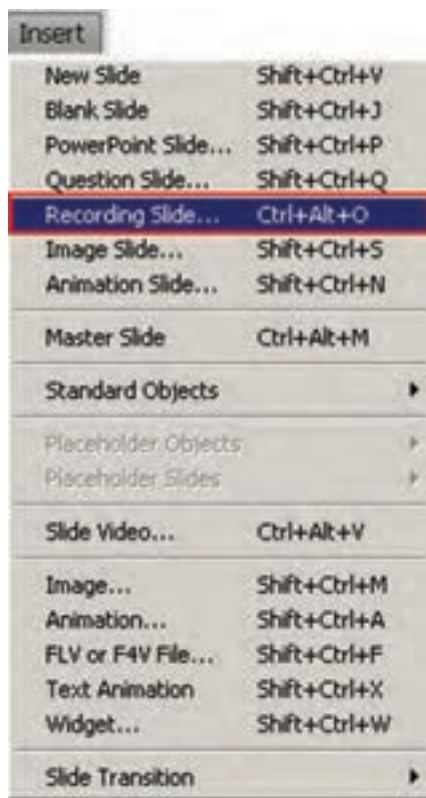 Insert
New Slide Shift+Ctrl+V
Blank Slide Shift+Ctrl+J
PowerPoint Slide... Shift+Ctrl+P
Question Slide... Shift+Ctrl+Q
Recording Slide... Ctrl+Alt+O
Image Slide... Shift+Ctrl+S
Animation Slide... Shift+Ctrl+N
Master Slide Ctrl+Alt+M
Standard Objects
Placeholder Objects
Placeholder Slides
Slide Video... Ctrl+Alt+V
Image... Shift+Ctrl+M
Animation... Shift+Ctrl+A
FLV or F4V File... Shift+Ctrl+F
Text Animation Shift+Ctrl+X
Widget... Shift+Ctrl+W
Slide Transition